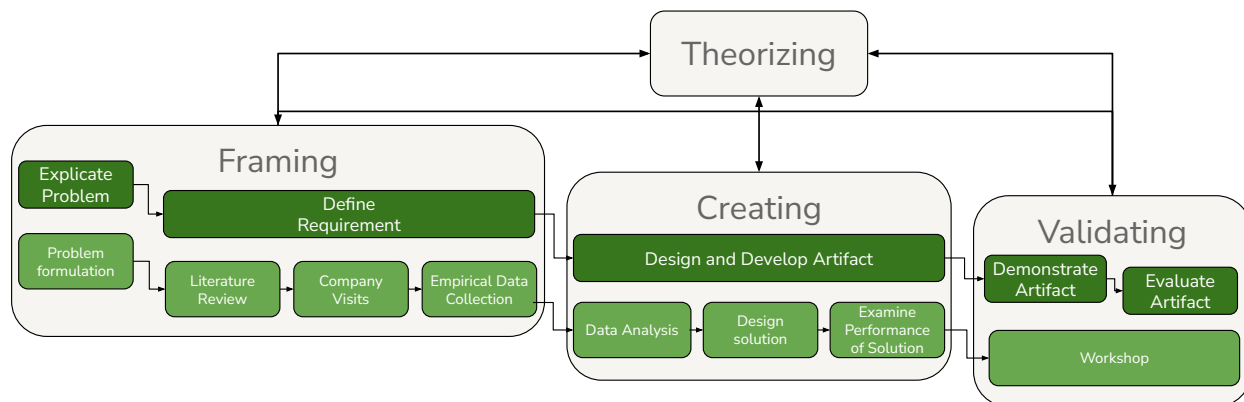 Theorizing
Framing
Explicate
Problem
Define
Requirement
Problem
formulation
Literature
Review
Company
Visits
Empirical Data
Collection
Creating
Design and Develop Artifact
Data Analysis
Design
solution
Examine
Performance
of Solution
Validating
Demonstrate
Artifact
Evaluate
Artifact
Workshop